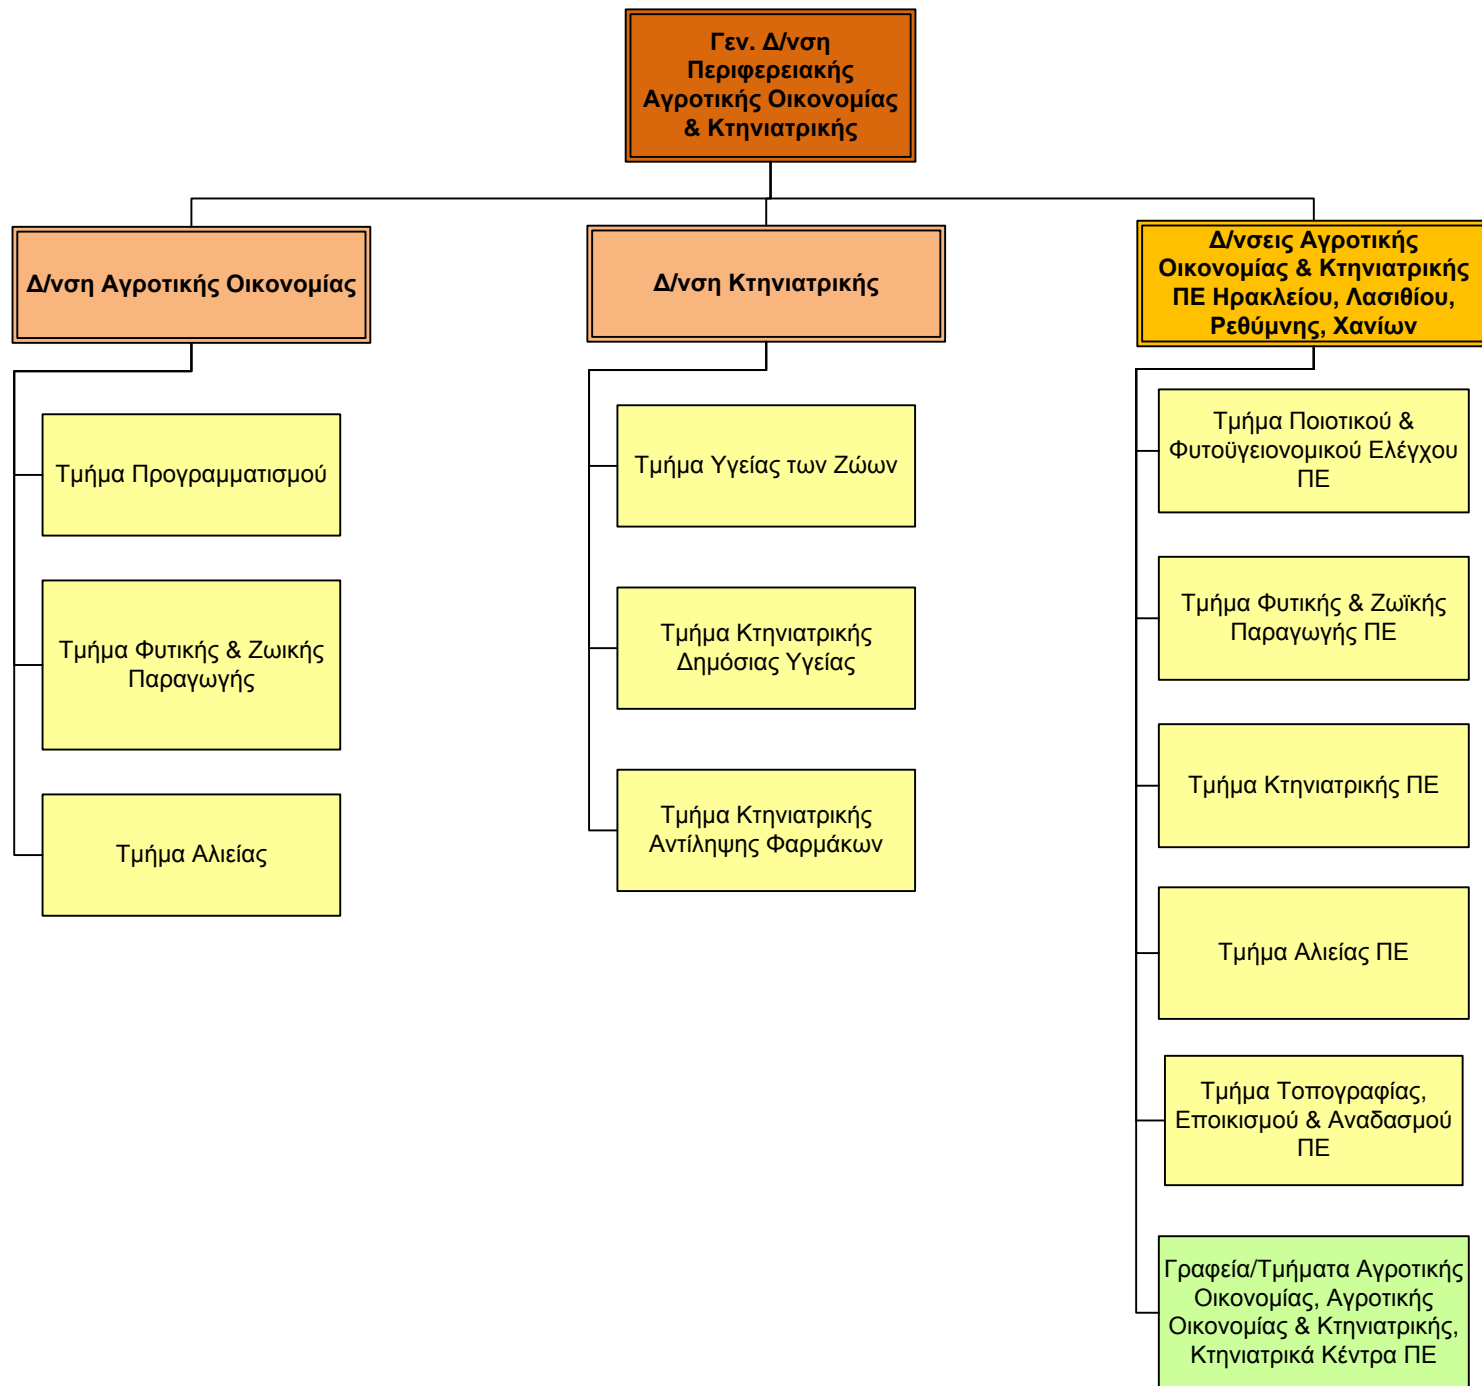 Γεν. Δ/νση
Περιφερειακής
Αγροτικής Οικονομίας
& Κτηνιατρικής
Δ/νση Αγροτικής Οικονομίας
Τμήμα Προγραμματισμού
Τμήμα Φυτικής & Ζωικής
Παραγωγής
Τμήμα Αλιείας
Δ/νση Κτηνιατρικής
Τμήμα Υγείας των Ζώων
Τμήμα Κτηνιατρικής
Δημόσιας Υγείας
Τμήμα Κτηνιατρικής
Αντίληψης Φαρμάκων
Δ/νσεις Αγροτικής
Οικονομίας & Κτηνιατρικής
ΠΕ Ηρακλείου, Λασιθίου,
Ρεθύμνης, Χανίων
Τμήμα Ποιοτικού &
Φυτοϋγειονομικού Ελέγχου
ΠΕ
Τμήμα Φυτικής & Ζωϊκής
Παραγωγής ΠΕ
Τμήμα Κτηνιατρικής ΠΕ
Τμήμα Αλιείας ΠΕ
Τμήμα Τοπογραφίας,
Εποικισμού & Αναδασμού
ΠΕ
Γραφεία/Τμήματα Αγροτικής
Οικονομίας, Αγροτικής
Οικονομίας & Κτηνιατρικής,
Κτηνιατρικά Κέντρα ΠΕ